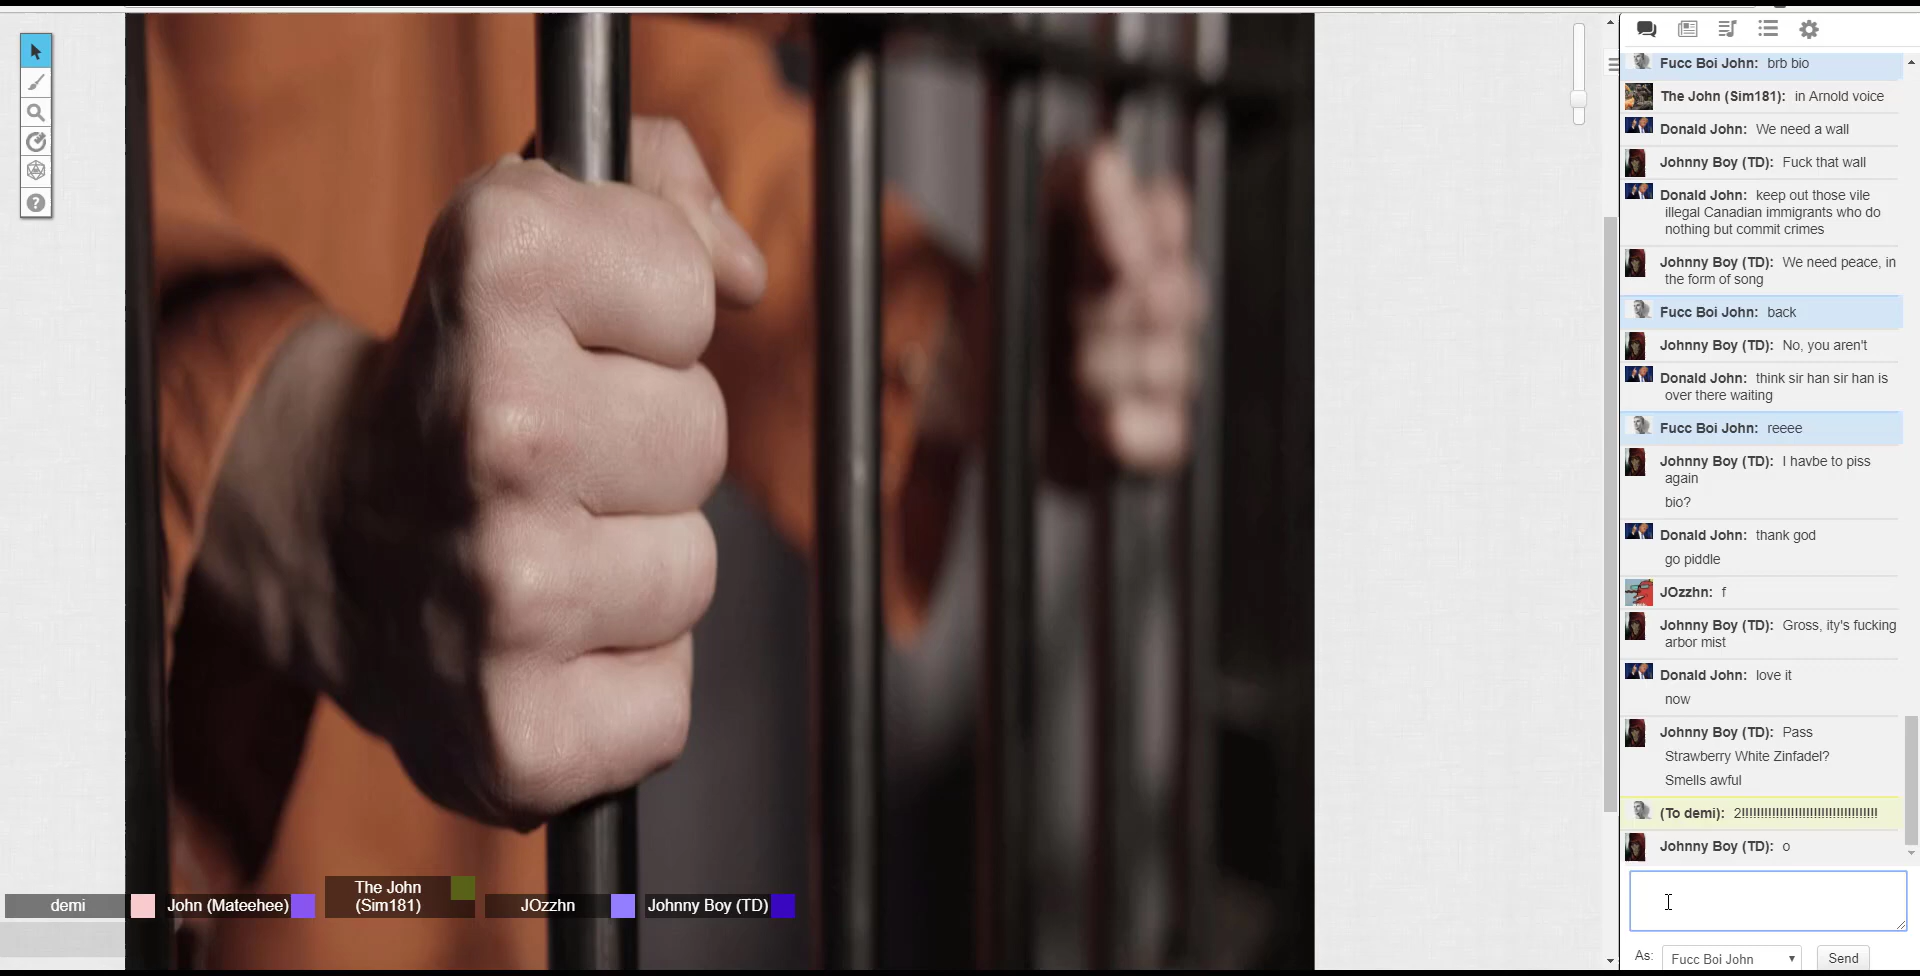 Fucc Boi John: brb bio
The John (Sim181): in Arnold voice
Donald John: We need a wall
Johnny Boy (TD): Fuck that wall
Donald John: keep out those vile
illegal Canadian immigrants who do
nothing but commit crimes
Johnny Boy (TD): We need peace, in
the form of song
Fucc Boi John: back
Johnny Boy (TD): No, you aren't
Donald John: think sir han sir han is
over there waiting
Fucc Boi John: reeee
Johnny Boy (TD): I havbe to piss
again
bio?
Donald John: thank god
go piddle
JOzzhn: f
Johnny Boy (TD): Gross, ity's fucking
arbor mist
Donald John: love it
now
Johnny Boy (TD): Pass
Strawberry White Zinfadel?
Smells awful
(To demi): 2!!!!!!!!!!!!!!!!!!!!!!!!!!!!!!!!!!!
Johnny Boy (TD): o
As: Fucc Boi John Send
demi
John (Mateehee)
The John
(Sim181)
JOzzhn
Johnny Boy (TD)